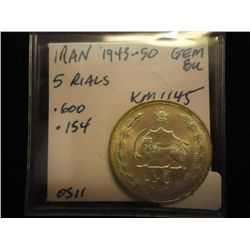 IRAN '1943-50 GEM
BU
5 RIALS
KM1145
.600
.154
0511